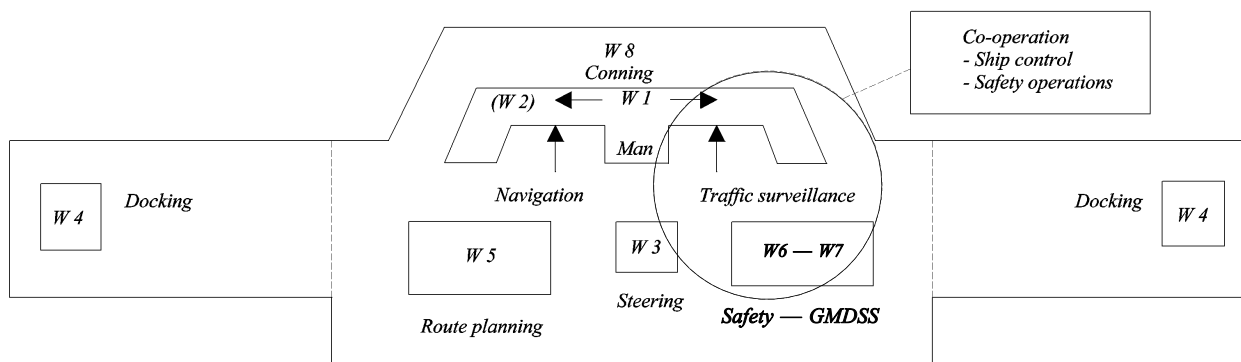 W 8
Conning
Co-operation
- Ship control
- Safety operations
(W 2)
W 1
Man
Navigation
Traffic surveillance
W 4
Docking
Docking
W 4
W 5
W 3
W6 — W7
Steering
Route planning
Safety — GMDSS